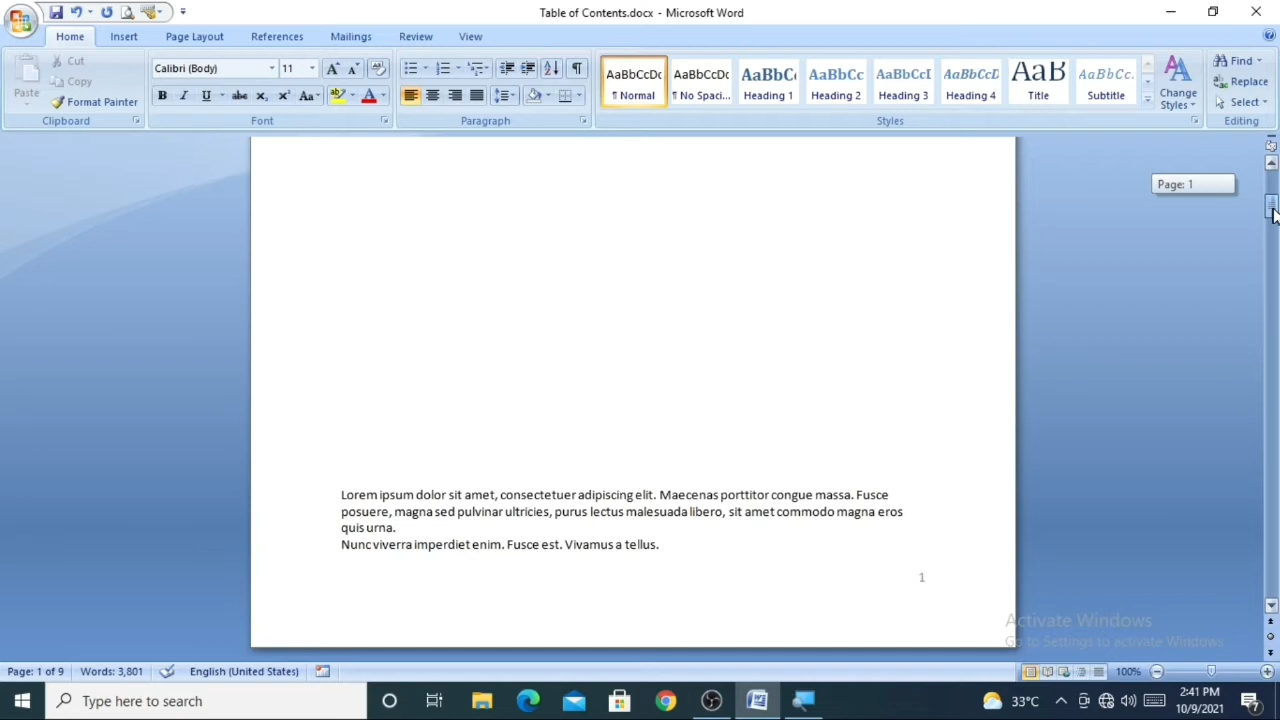 Table of Contents.docx - Microsoft Word
Home Insert Page Layout References Mailings Review View
Paste
Cut
Copy
Format Painter
Clipboard
Calibri (Body) 11
B I U abc x₂ x² Aa
Font
Paragraph
AaBbCcDc AaBbCcDc AaBbC AaBbCc AaBbCcI AaBbCcD AaB AaBbCc.
¶ Normal ¶ No Spaci... Heading 1 Heading 2 Heading 3 Heading 4 Title Subtitle
Change Styles
Styles
Find
Replace
Select
Editing
Page: 1
Lorem ipsum dolor sit amet, consectetuer adipiscing elit. Maecenas porttitor congue massa. Fusce
posuere, magna sed pulvinar ultricies, purus lectus malesuada libero, sit amet commodo magna eros
quis urna.
Nunc viverra imperdiet enim. Fusce est. Vivamus a tellus.
1
Activate Windows
Go to Settings to activate Windows.
Page: 1 of 9 Words: 3,801 English (United States) 100%
Type here to search
33°C
2:41 PM
10/9/2021
7